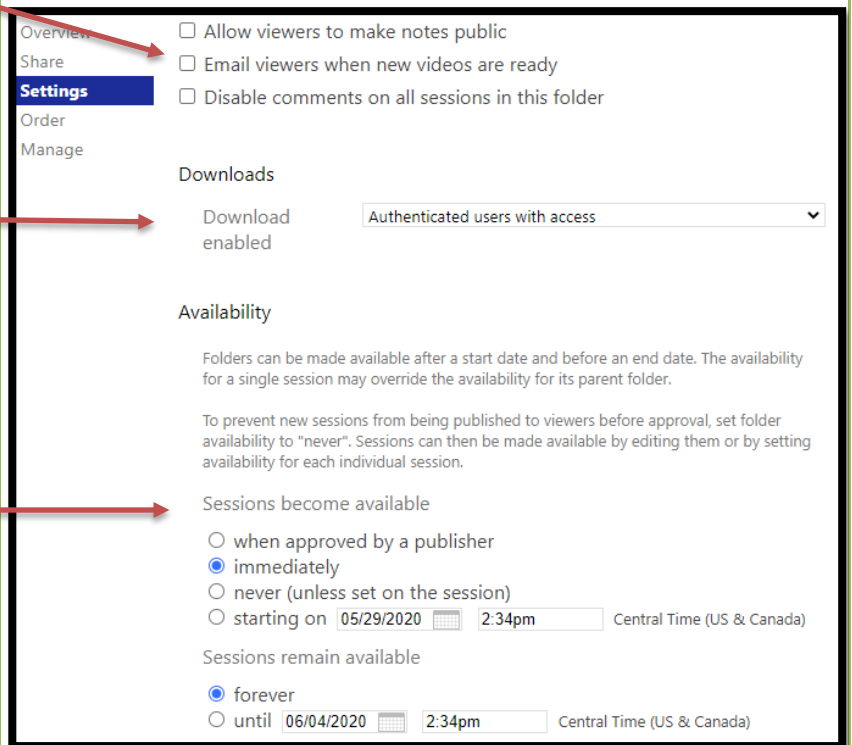 Overview
Share
Settings
Order
Manage
Allow viewers to make notes public
Email viewers when new videos are ready
Disable comments on all sessions in this folder
Downloads
Download
enabled
Authenticated users with access
Availability
Folders can be made available after a start date and before an end date. The availability
for a single session may override the availability for its parent folder.
To prevent new sessions from being published to viewers before approval, set folder
availability to "never". Sessions can then be made available by editing them or by setting
availability for each individual session.
Sessions become available
when approved by a publisher
immediately
never (unless set on the session)
starting on 05/29/2020 2:34pm Central Time (US & Canada)
Sessions remain available
forever
until 06/04/2020 2:34pm Central Time (US & Canada)